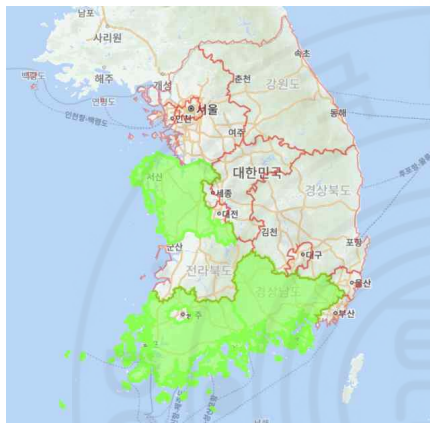 남포
사리원
속초
해주
개성
백령도
춘천
강원도
연평도
서울
인천
동해
인천항-백령도
여주
서산
대한민국
세종
경상북도
대전
김천
포항
군산
대구
전라북도
경상남도
울산
부산